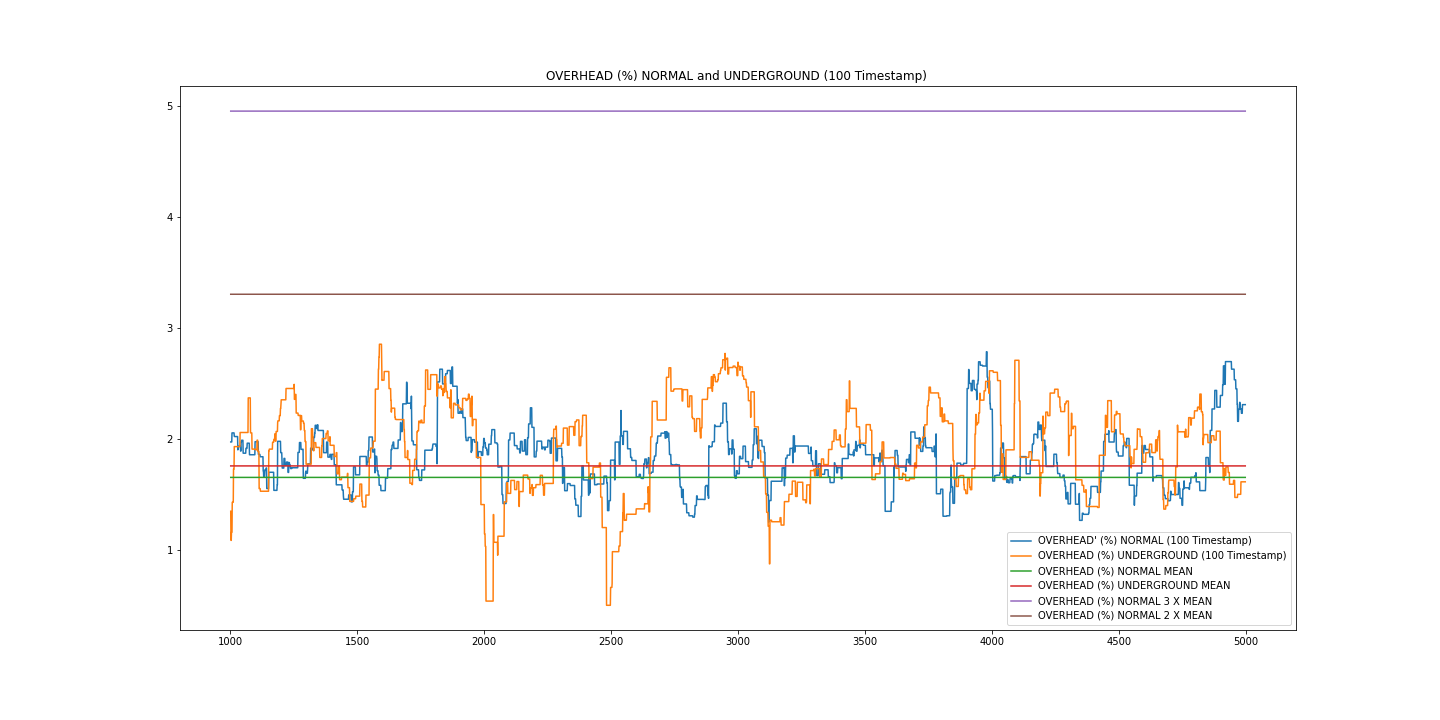 OVERHEAD (%) NORMAL and UNDERGROUND (100 Timestamp)
5
4
3
2
1
OVERHEAD' (%) NORMAL (100 Timestamp)
OVERHEAD (%) UNDERGROUND (100 Timestamp)
OVERHEAD (%) NORMAL MEAN
OVERHEAD (%) UNDERGROUND MEAN
OVERHEAD (%) NORMAL 3 X MEAN
OVERHEAD (%) NORMAL 2 X MEAN
1000 1500 2000 2500 3000 3500 4000 4500 5000